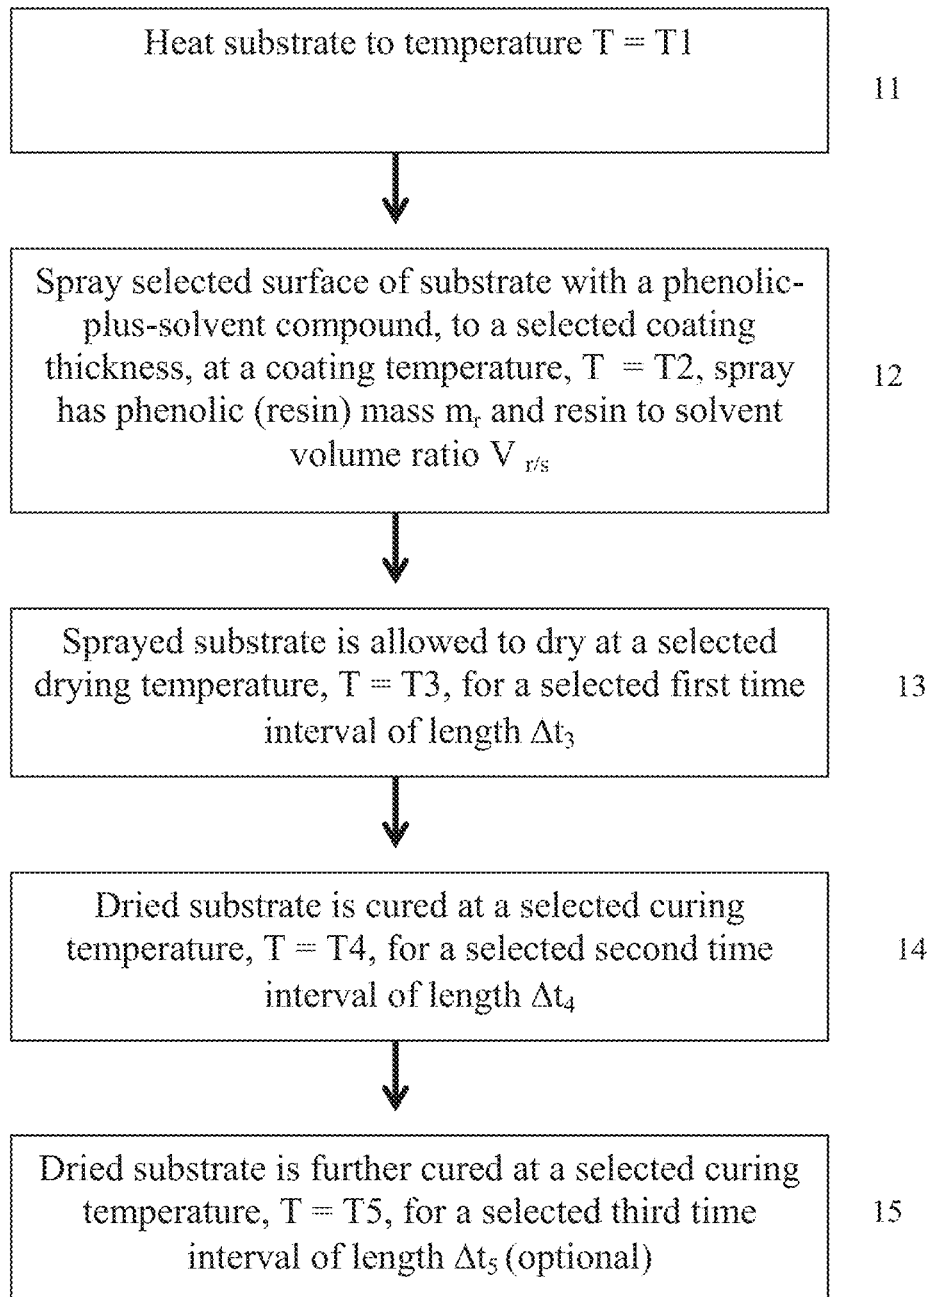 Heat substrate to temperature T = T1
11
Spray selected surface of substrate with a phenolic-
plus-solvent compound, to a selected coating
thickness, at a coating temperature, T = T2, spray
has phenolic (resin) mass mᵣ and resin to solvent
volume ratio V r/s
12
Sprayed substrate is allowed to dry at a selected
drying temperature, T = T3, for a selected first time
interval of length Δt₃
13
Dried substrate is cured at a selected curing
temperature, T = T4, for a selected second time
interval of length Δt₄
14
Dried substrate is further cured at a selected curing
temperature, T = T5, for a selected third time
interval of length Δt₅ (optional)
15